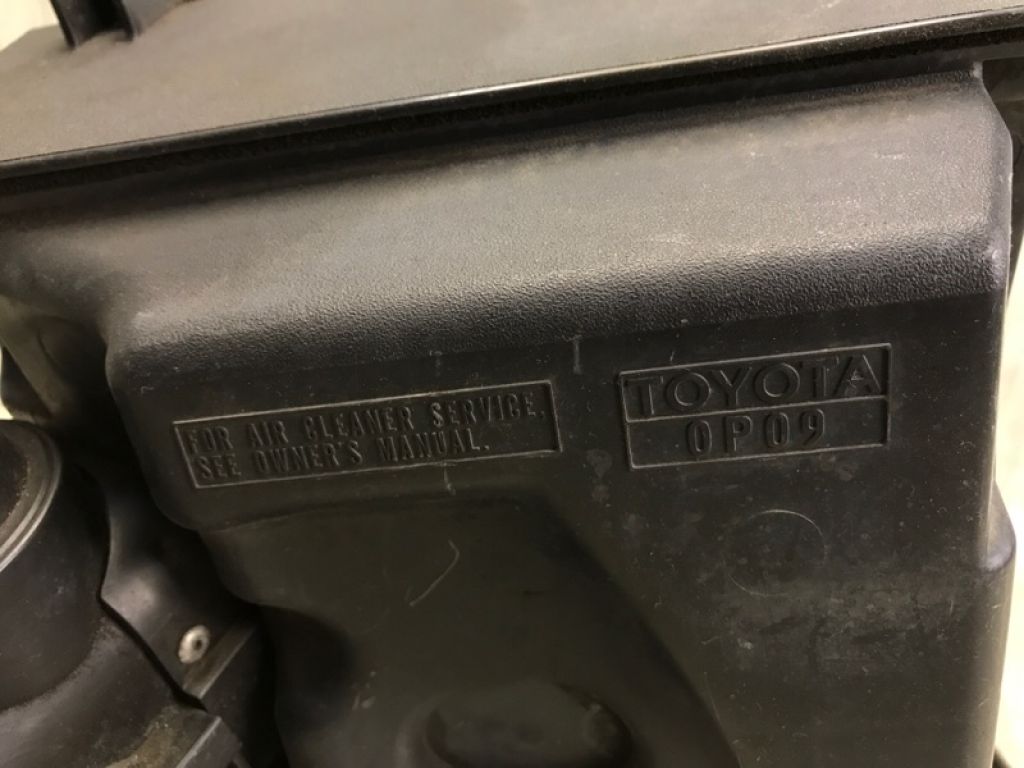 FOR AIR CLEANER SERVICE,
SEE OWNER'S MANUAL.
TOYOTA
0P09